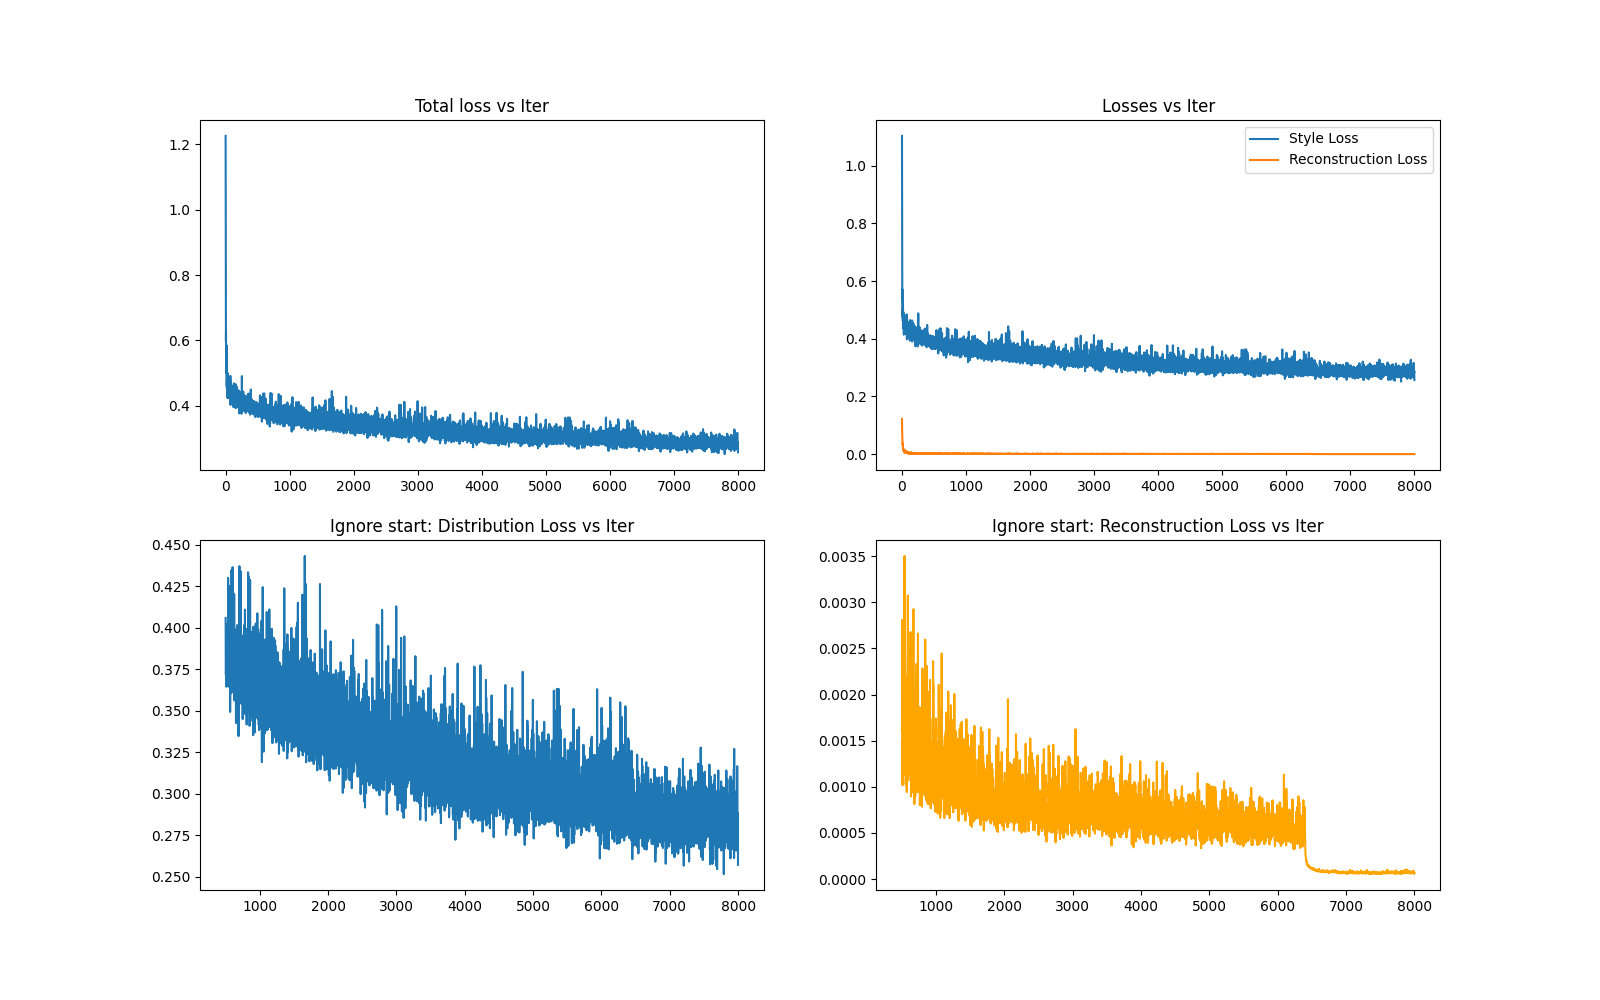 Total loss vs Iter
1.2
1.0
0.8
0.6
0.4
0 1000 2000 3000 4000 5000 6000 7000 8000
Losses vs Iter
Style Loss
Reconstruction Loss
1.0
0.8
0.6
0.4
0.2
0.0
0 1000 2000 3000 4000 5000 6000 7000 8000
Ignore start: Distribution Loss vs Iter
0.450
0.425
0.400
0.375
0.350
0.325
0.300
0.275
0.250
1000 2000 3000 4000 5000 6000 7000 8000
Ignore start: Reconstruction Loss vs Iter
0.0035
0.0030
0.0025
0.0020
0.0015
0.0010
0.0005
0.0000
1000 2000 3000 4000 5000 6000 7000 8000